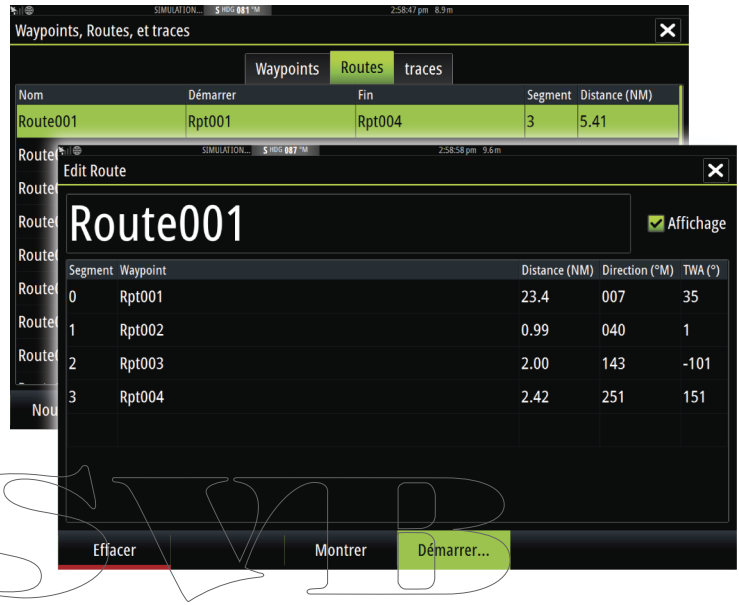 SIMULATION... S HDG 081 °M 2:58:47 pm 8.9 m
Waypoints, Routes, et traces
Waypoints Routes traces
Nom Démarrer Fin Segment Distance (NM)
Route001 Rpt001 Rpt004 3 5.41
SIMULATION... S HDG 087 °M 2:58:58 pm 9.6 m
Edit Route
Route001 Affichage
Segment Waypoint Distance (NM) Direction (°M) TWA (°)
0 Rpt001 23.4 007 35
1 Rpt002 0.99 040 1
2 Rpt003 2.00 143 -101
3 Rpt004 2.42 251 151
Nou
Effacer Montrer Démarrer...
SVB